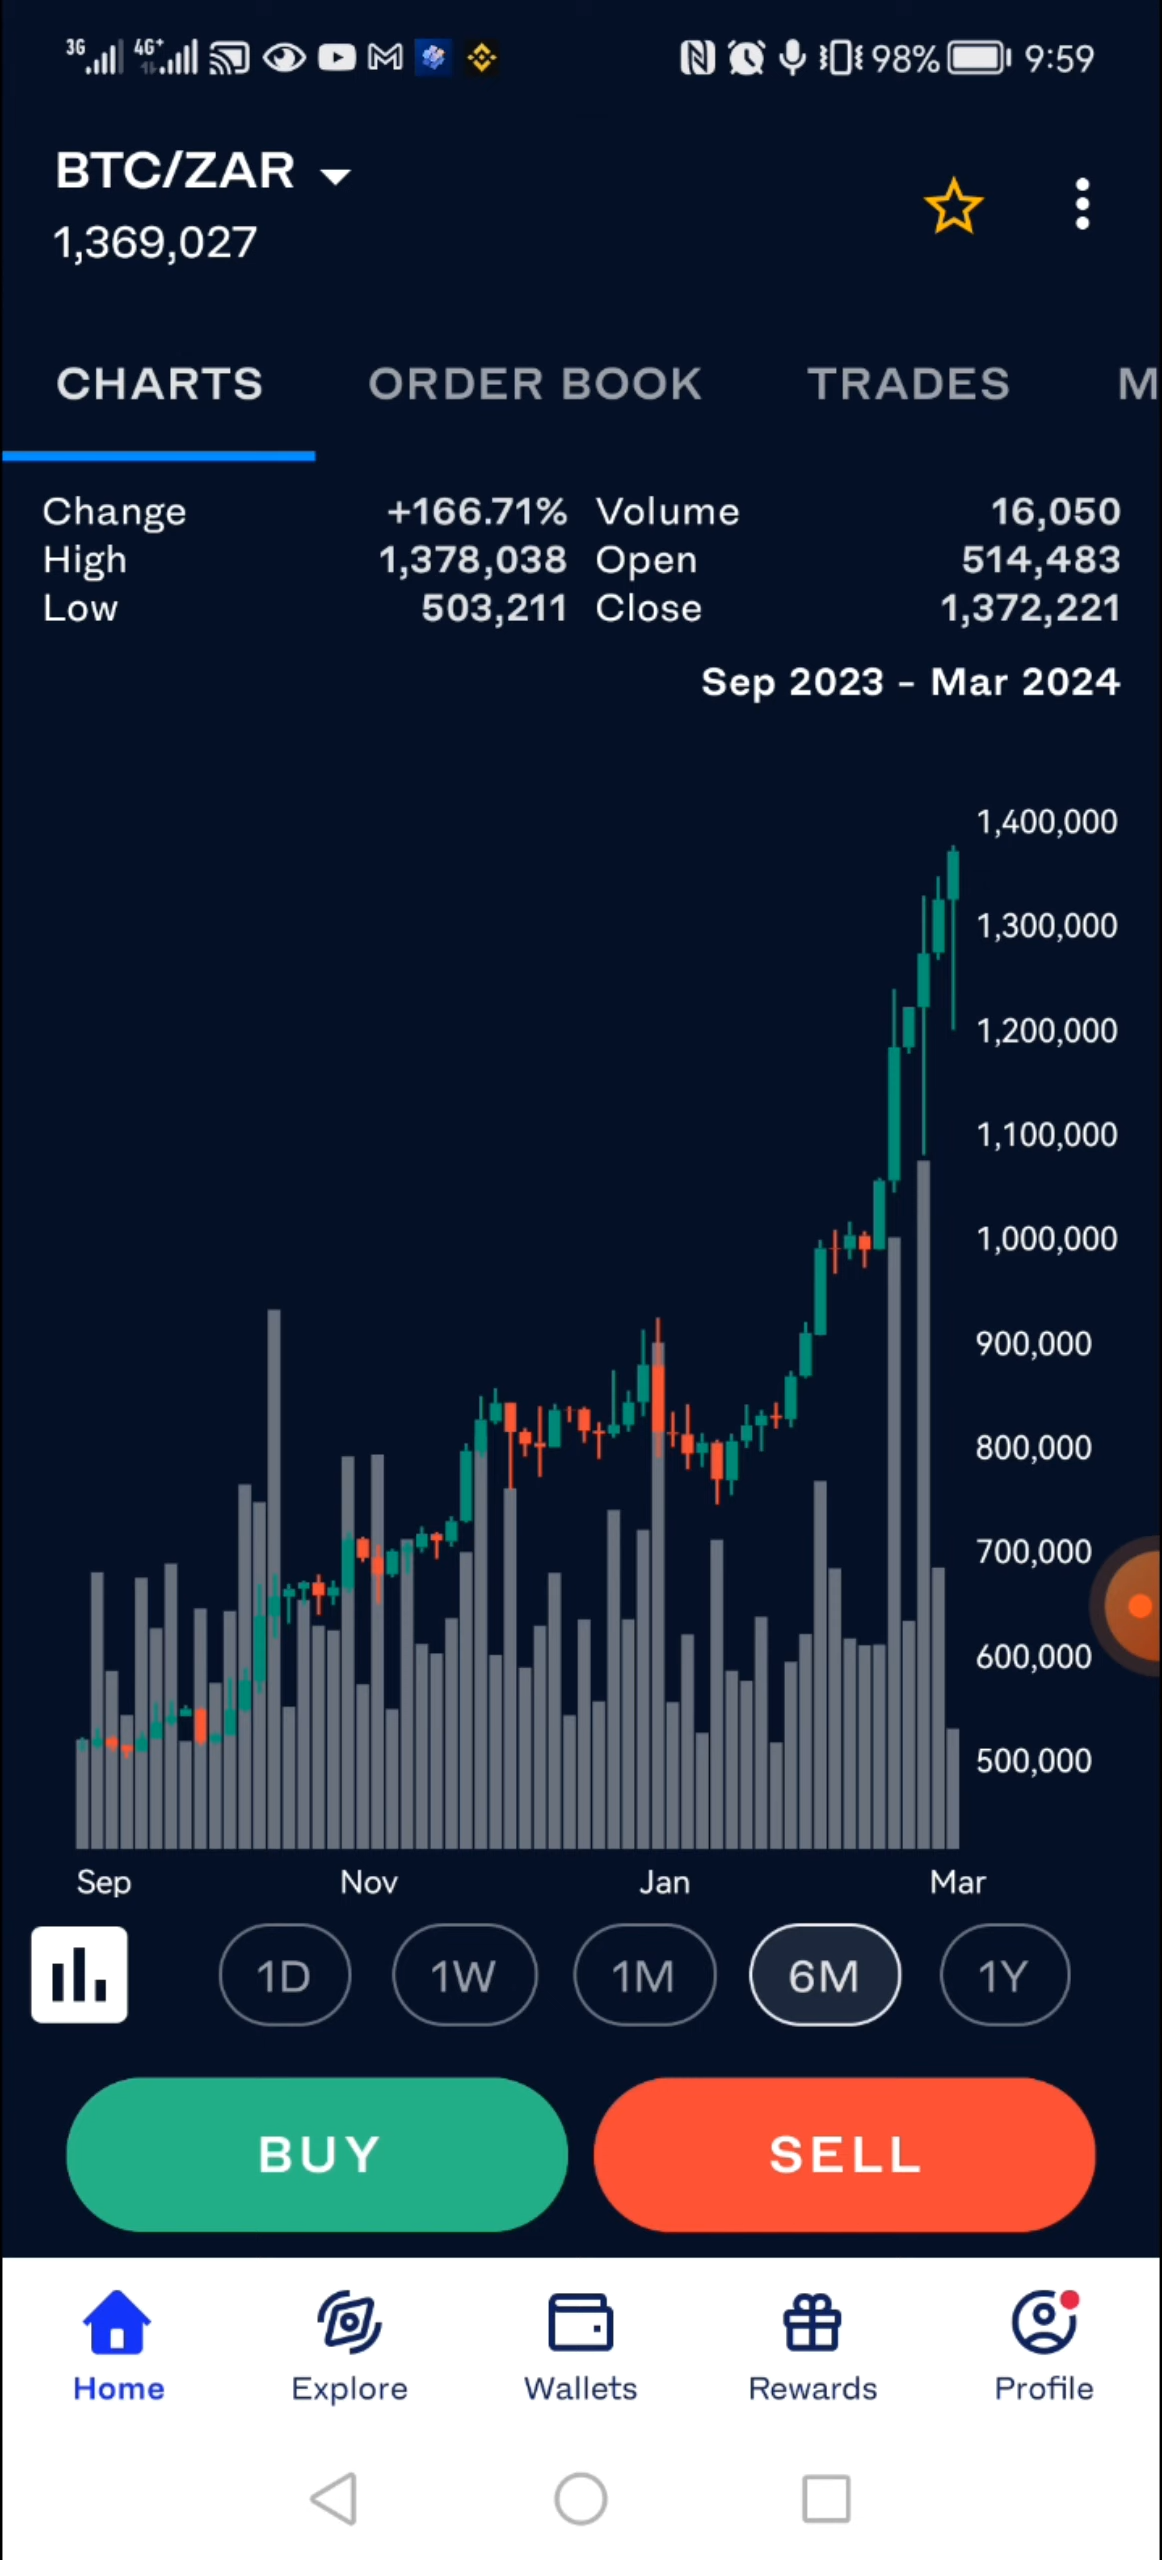 3G 4G+ 98% 9:59
BTC/ZAR
1,369,027
CHARTS ORDER BOOK TRADES M
Change +166.71% Volume 16,050
High 1,378,038 Open 514,483
Low 503,211 Close 1,372,221
Sep 2023 - Mar 2024
1,400,000
1,300,000
1,200,000
1,100,000
1,000,000
900,000
800,000
700,000
600,000
500,000
Sep Nov Jan Mar
1D 1W 1M 6M 1Y
BUY SELL
Home Explore Wallets Rewards Profile